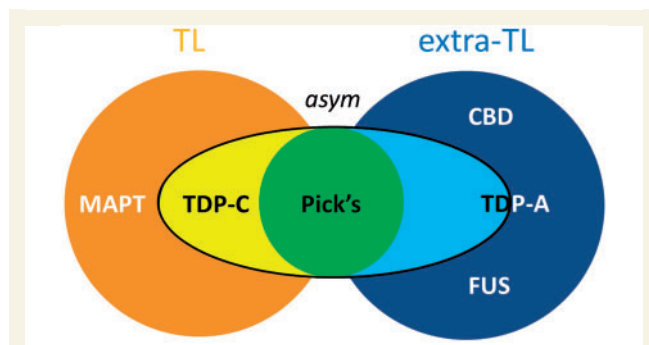 TL extra-TL
asym
CBD
MAPT TDP-C Pick's TDP-A
FUS